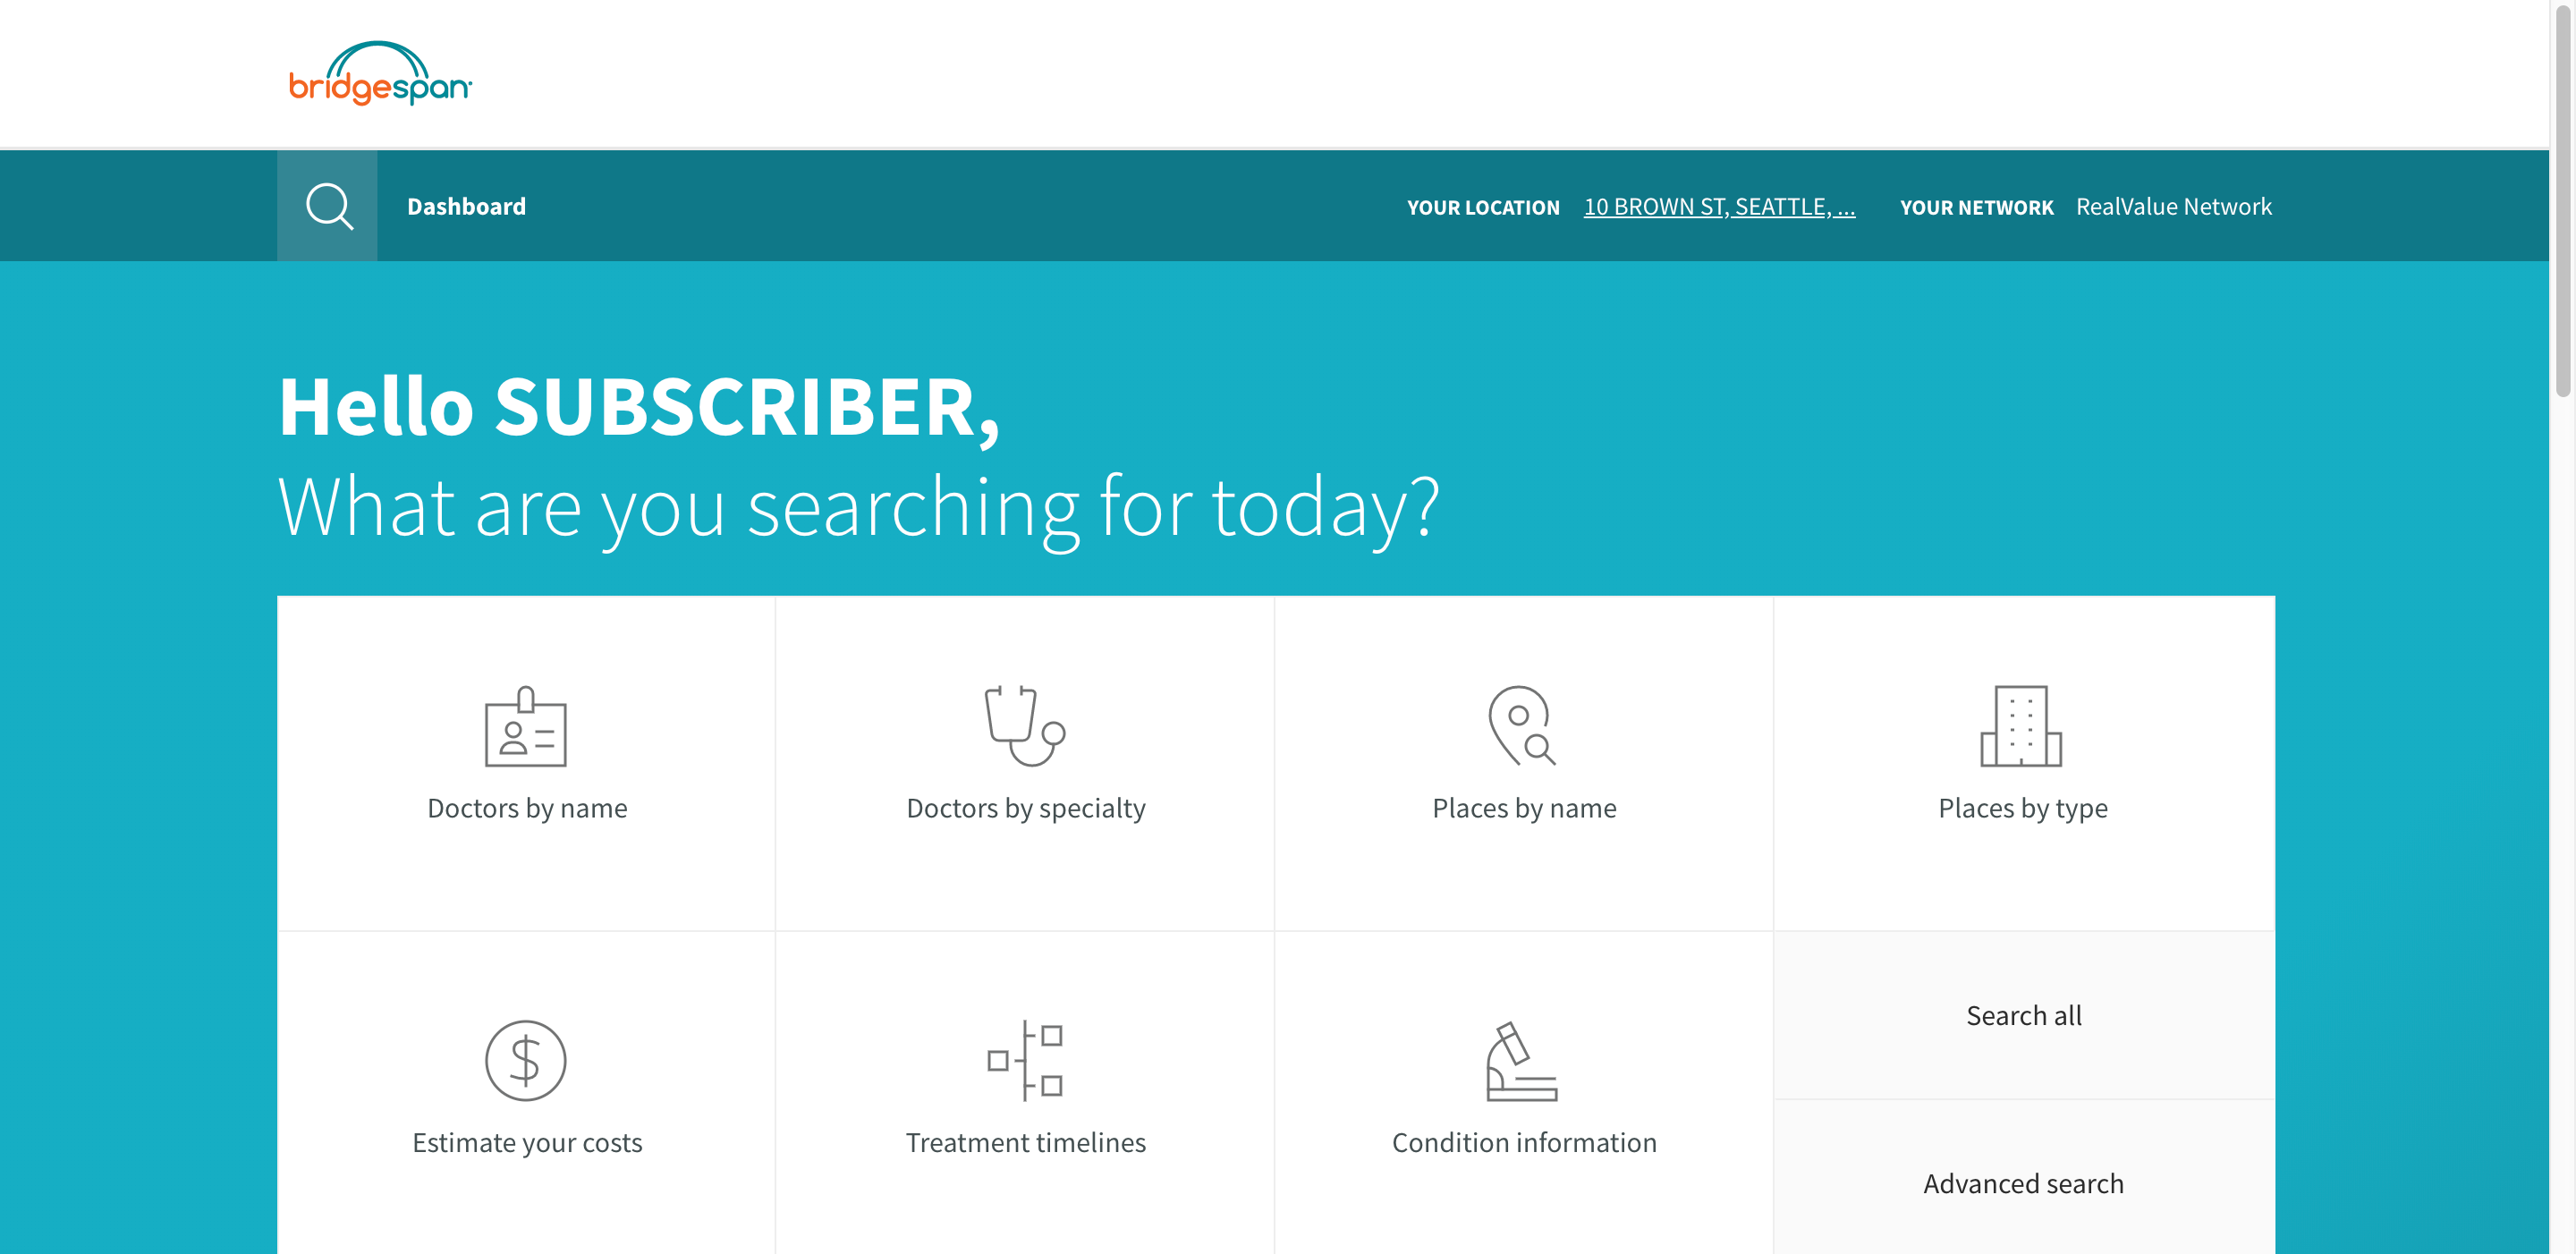 bridgespan
Dashboard
YOUR LOCATION 10 BROWN ST, SEATTLE, ... YOUR NETWORK RealValue Network
Hello SUBSCRIBER,
What are you searching for today?
Doctors by name
Doctors by specialty
Places by name
Places by type
Estimate your costs
Treatment timelines
Condition information
Search all
Advanced search